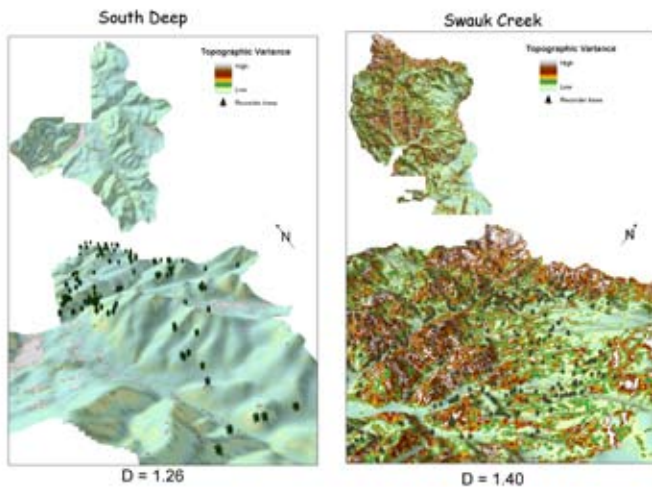 South Deep
Topographic Variance
High
Low
Recorder trees
N
D = 1.26
Swauk Creek
Topographic Variance
High
Low
Recorder trees
N
D = 1.40